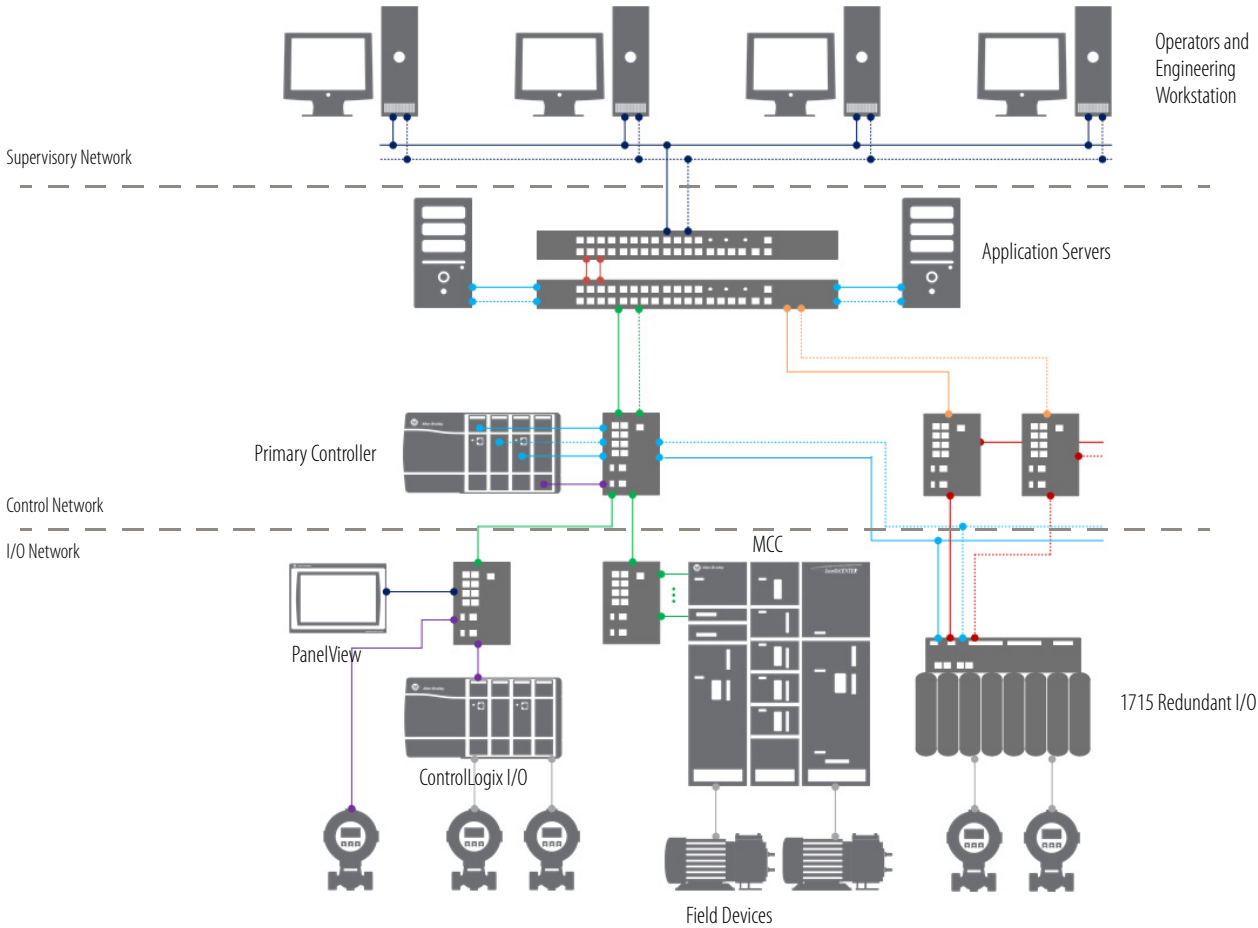 Operators and
Engineering
Workstation
Supervisory Network
Application Servers
Primary Controller
Control Network
I/O Network
MCC
PanelView
1715 Redundant I/O
ControlLogix I/O
Field Devices